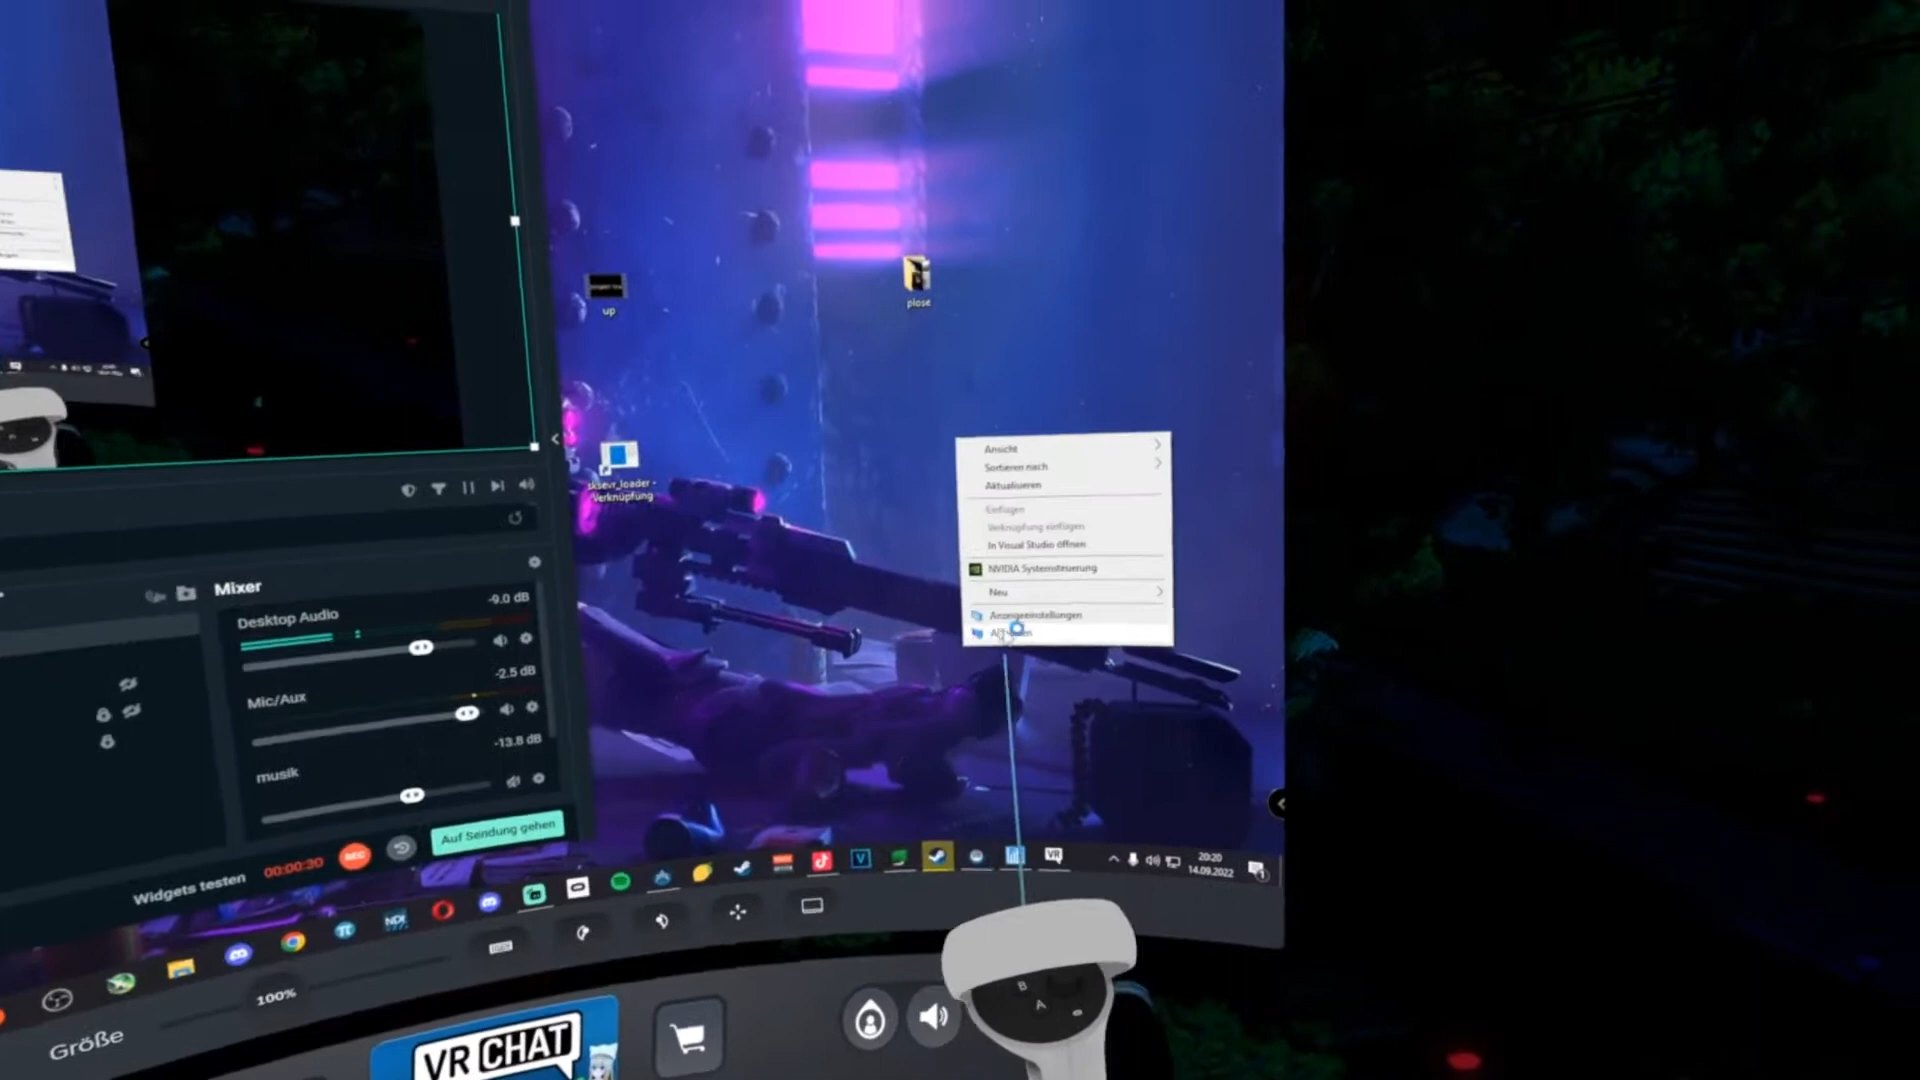 up
plose
sksevr_loader -
Verknüpfung
Ansicht
Sortieren nach
Aktualisieren
Einfügen
Verknüpfung einfügen
In Visual Studio öffnen
NVIDIA Systemsteuerung
Neu
Anzeigeeinstellungen
Mixer
Desktop Audio
-9.0 dB
-2.5 dB
Mic/Aux
-13.8 dB
musik
Auf Sendung gehen
REC
00:00:30
Widgets testen
NDI
V
VR
20:20
14.09.2022
100%
Größe
VR CHAT
B
A